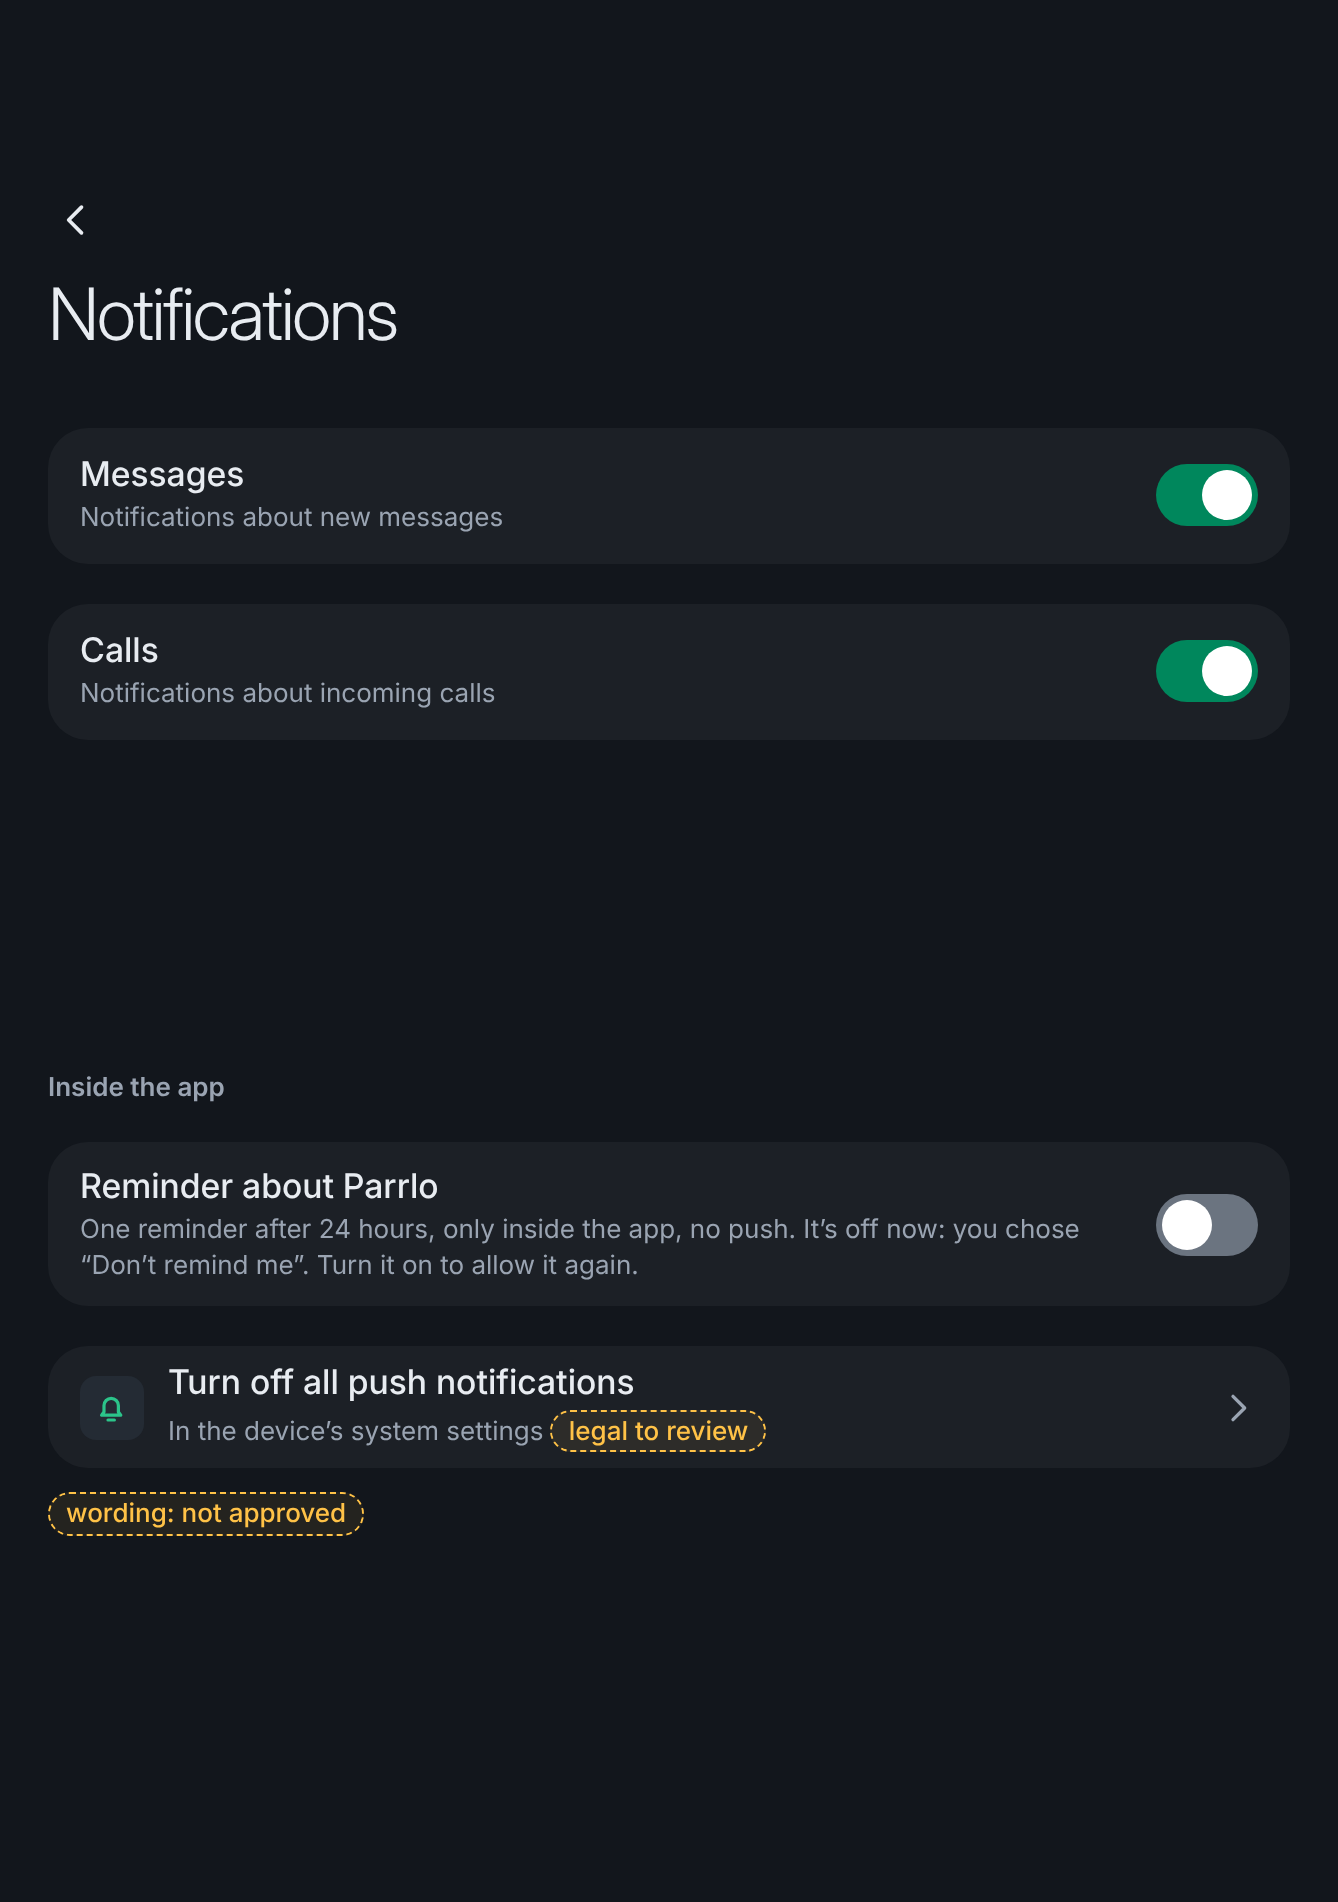 Notifications
Messages
Notifications about new messages
Calls
Notifications about incoming calls
Inside the app
Reminder about Parrlo
One reminder after 24 hours, only inside the app, no push. It’s off now: you chose
“Don’t remind me”. Turn it on to allow it again.
Turn off all push notifications
In the device’s system settings legal to review
wording: not approved